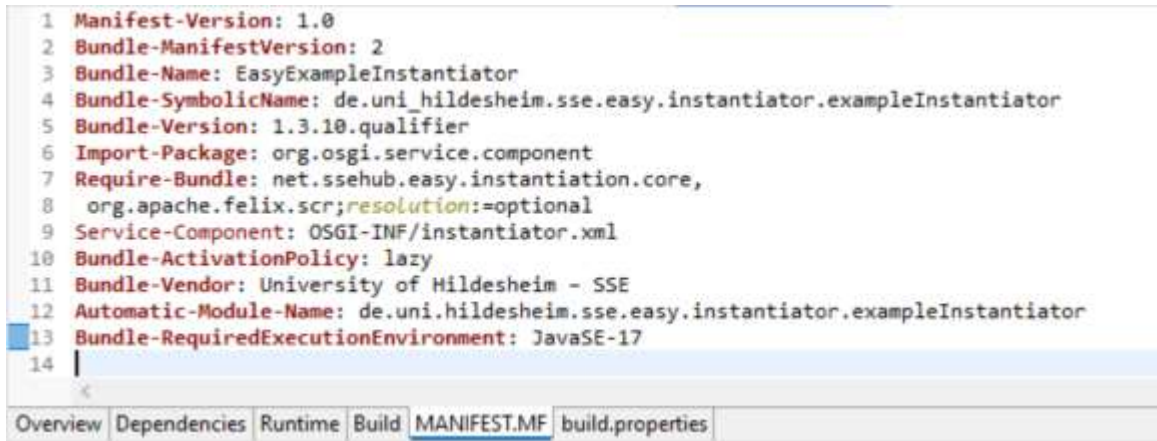 1 Manifest-Version: 1.0
2 Bundle-ManifestVersion: 2
3 Bundle-Name: EasyExampleInstantiator
4 Bundle-SymbolicName: de.uni_hildesheim.sse.easy.instantiator.exampleInstantiator
5 Bundle-Version: 1.3.10.qualifier
6 Import-Package: org.osgi.service.component
7 Require-Bundle: net.ssehub.easy.instantiation.core,
8 org.apache.felix.scr;resolution:=optional
9 Service-Component: OSGI-INF/instantiator.xml
10 Bundle-ActivationPolicy: lazy
11 Bundle-Vendor: University of Hildesheim – SSE
12 Automatic-Module-Name: de.uni.hildesheim.sse.easy.instantiator.exampleInstantiator
13 Bundle-RequiredExecutionEnvironment: JavaSE-17
14
Overview Dependencies Runtime Build MANIFEST.MF build.properties